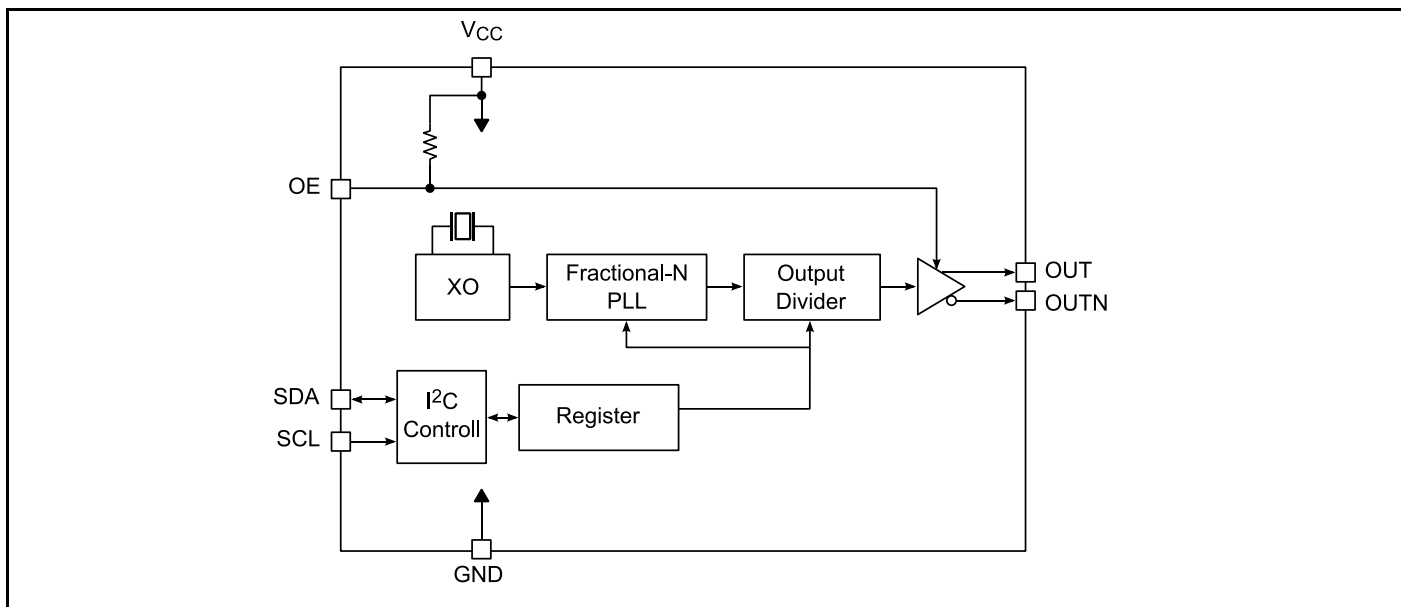 VCC
OE
XO
Fractional-N
PLL
Output
Divider
OUT
OUTN
SDA
SCL
I2C
Controll
Register
GND